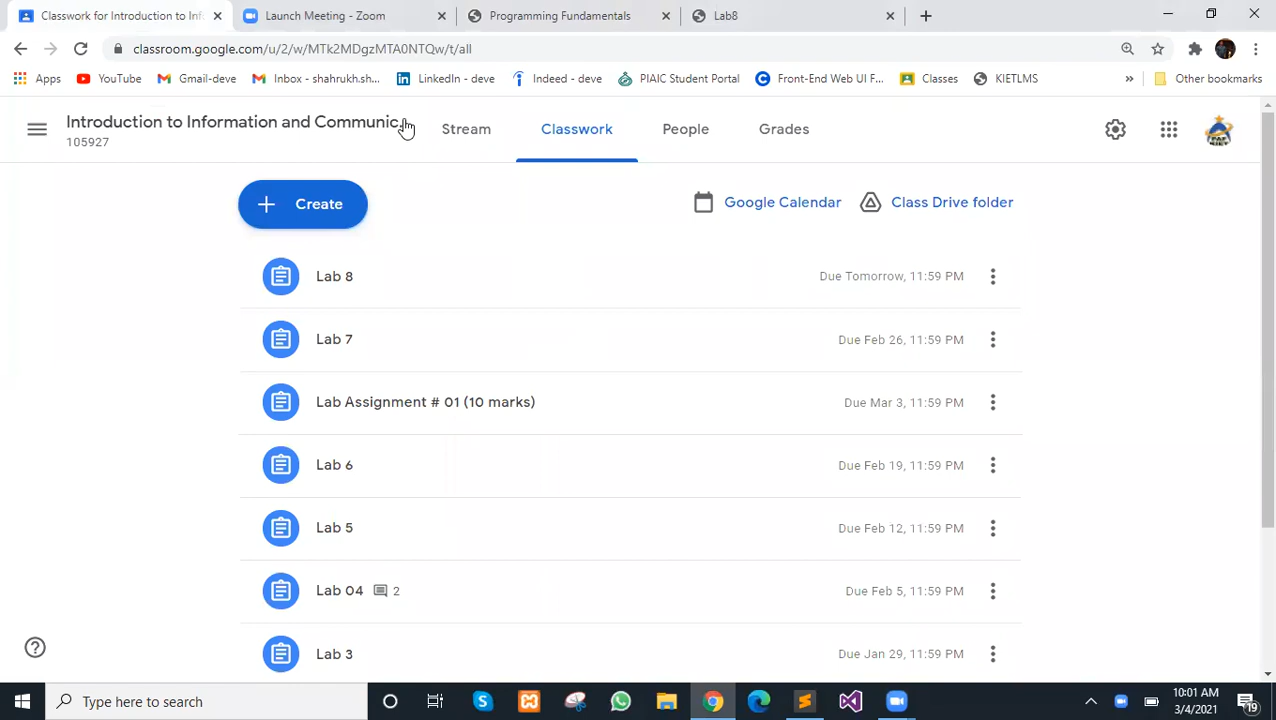 Classwork for Introduction to Inf
Launch Meeting - Zoom
Programming Fundamentals
Lab8
classroom.google.com/u/2/w/MTk2MDgzMTA0NTQw/t/all
Apps
YouTube
Gmail-deve
Inbox - shahrukh.sh...
LinkedIn - deve
Indeed - deve
PIAIC Student Portal
Front-End Web UI F...
Classes
KIETLMS
»
Other bookmarks
Introduction to Information and Communic...
105927
Stream
Classwork
People
Grades
Create
Google Calendar
Class Drive folder
Lab 8
Due Tomorrow, 11:59 PM
Lab 7
Due Feb 26, 11:59 PM
Lab Assignment # 01 (10 marks)
Due Mar 3, 11:59 PM
Lab 6
Due Feb 19, 11:59 PM
Lab 5
Due Feb 12, 11:59 PM
Lab 04
2
Due Feb 5, 11:59 PM
Lab 3
Due Jan 29, 11:59 PM
Type here to search
10:01 AM
3/4/2021
19